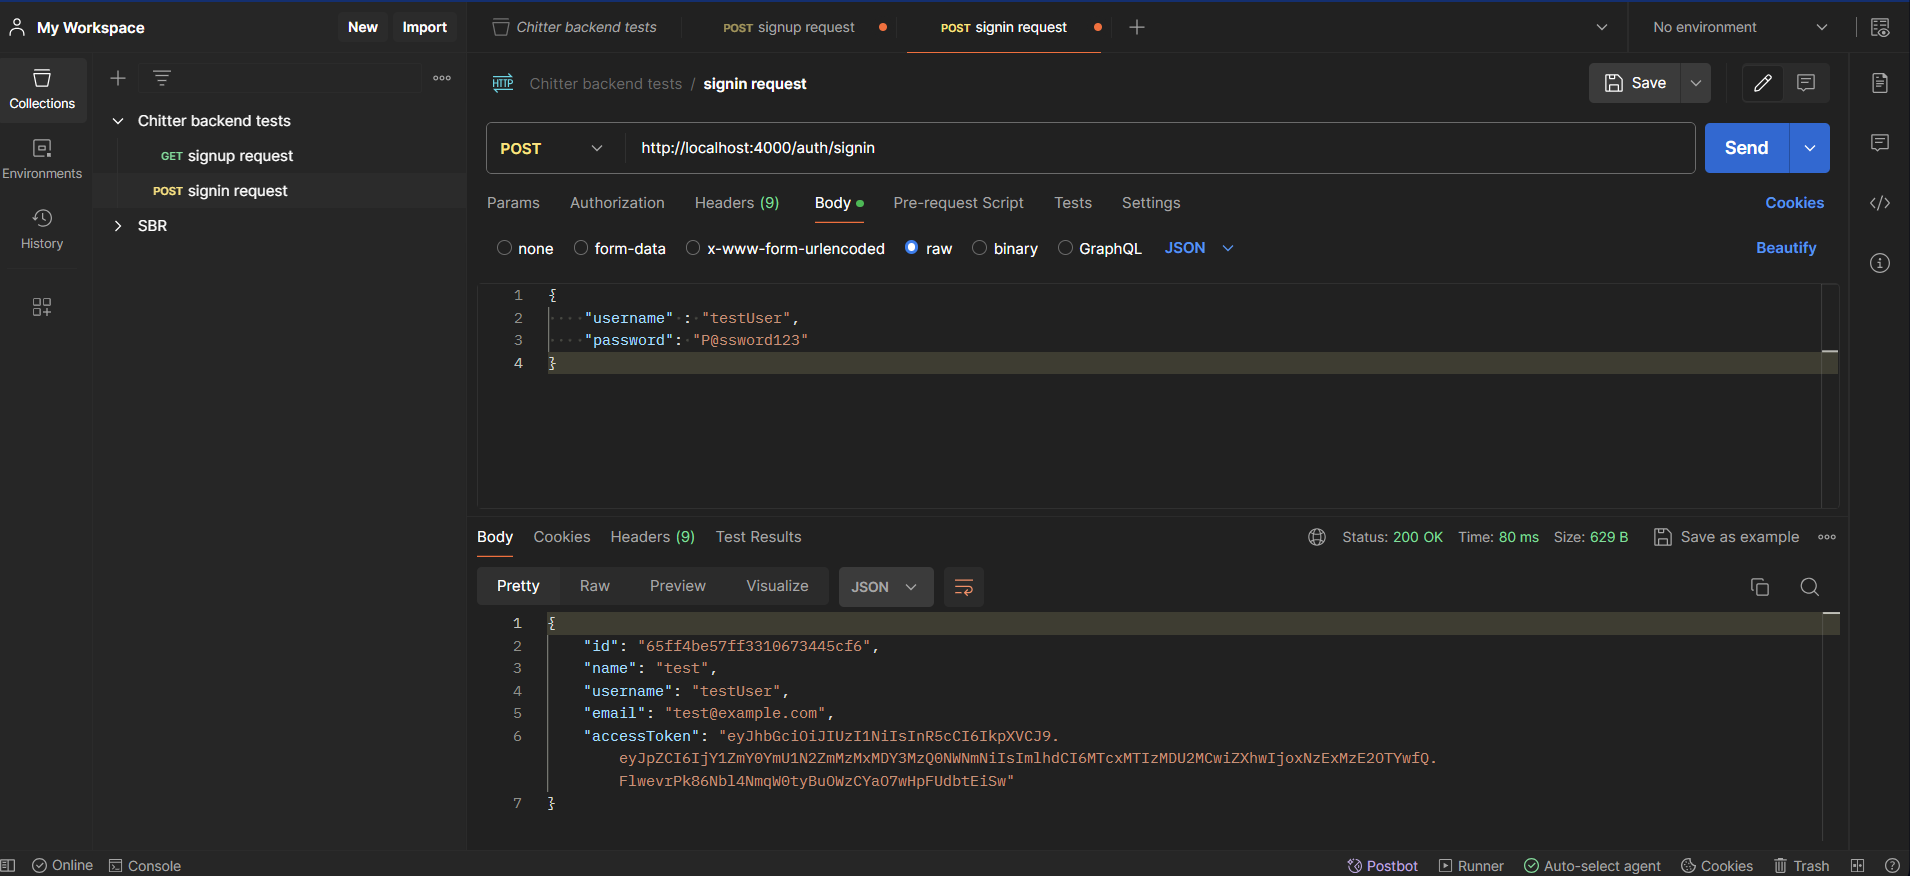 My Workspace
New
Import
Chitter backend tests
POST signup request
POST signin request
No environment
Collections
Environments
History
Chitter backend tests
GET signup request
POST signin request
SBR
HTTP
Chitter backend tests / signin request
Save
POST
http://localhost:4000/auth/signin
Send
Params
Authorization
Headers (9)
Body
Pre-request Script
Tests
Settings
Cookies
none
form-data
x-www-form-urlencoded
raw
binary
GraphQL
JSON
Beautify
1 {
2 "username" : "testUser",
3 "password": "P@ssword123"
4 }
Body
Cookies
Headers (9)
Test Results
Status: 200 OK
Time: 80 ms
Size: 629 B
Save as example
Pretty
Raw
Preview
Visualize
JSON
1 {
2 "id": "65ff4be57ff3310673445cf6",
3 "name": "test",
4 "username": "testUser",
5 "email": "test@example.com",
6 "accessToken": "eyJhbGciOiJIUzI1NiIsInR5cCI6IkpXVCJ9.
eyJpZCI6IjY1ZmY0YmU1N2ZmMzMxMDY3MzQ0NWNmNiIsImlhdCI6MTcxMTIzMDU2MCwiZXhwIjoxNzExMzE2OTYwfQ.
FlwevrPk86Nbl4NmqW0tyBuOWzCYaO7wHpFUdbtEiSw"
7 }
Online
Console
Postbot
Runner
Auto-select agent
Cookies
Trash